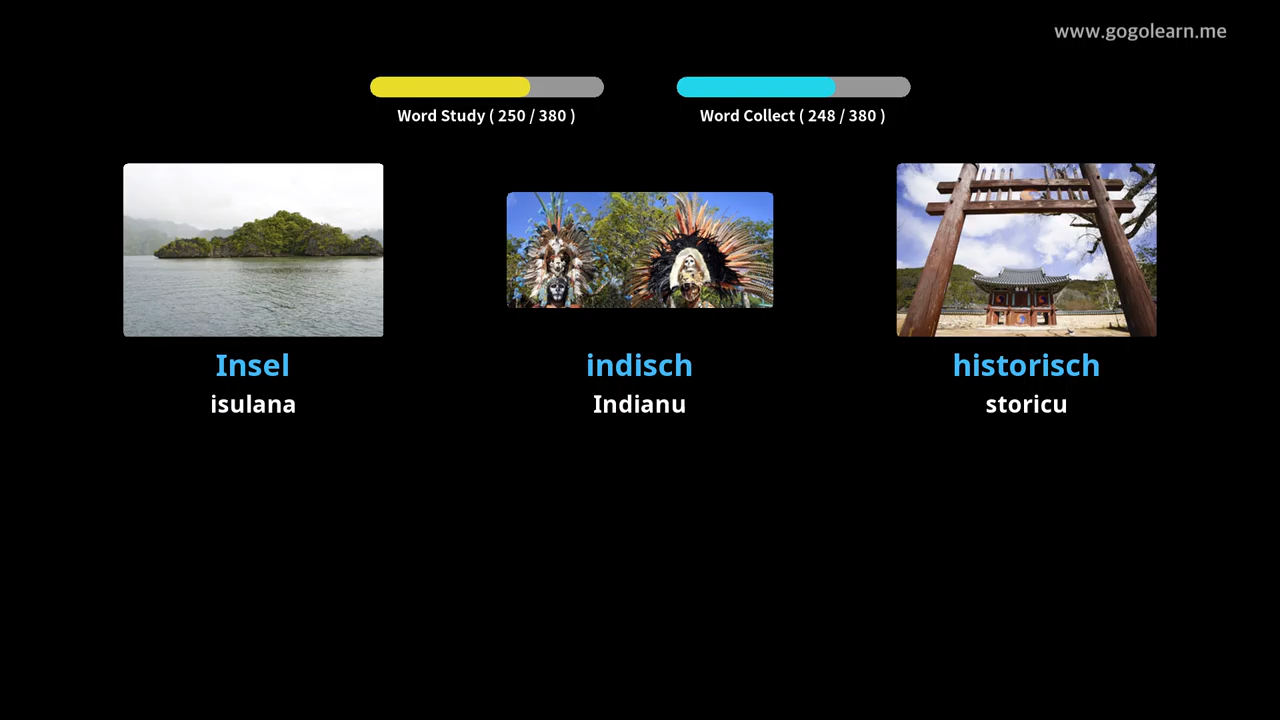 www.gogolearn.me
Word Study ( 250 / 380 )
Word Collect ( 248 / 380 )
Insel
isulana
indisch
Indianu
historisch
storicu